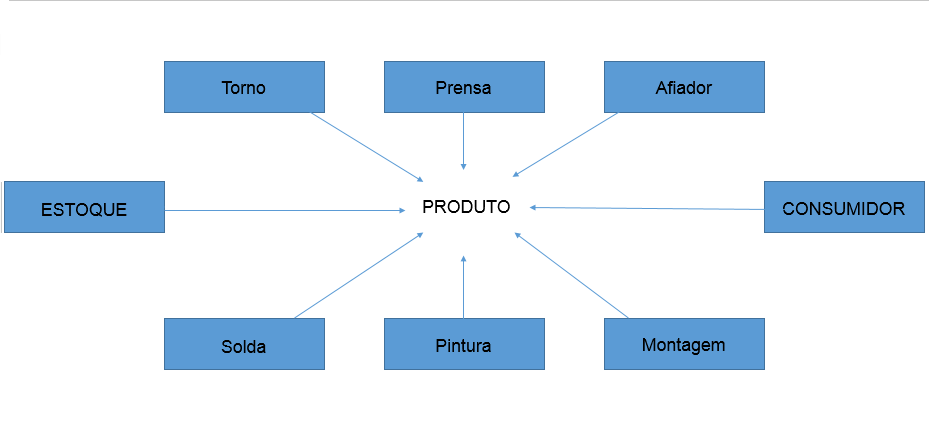 Torno
Prensa
Afiador
ESTOQUE
PRODUTO
CONSUMIDOR
Solda
Pintura
Montagem